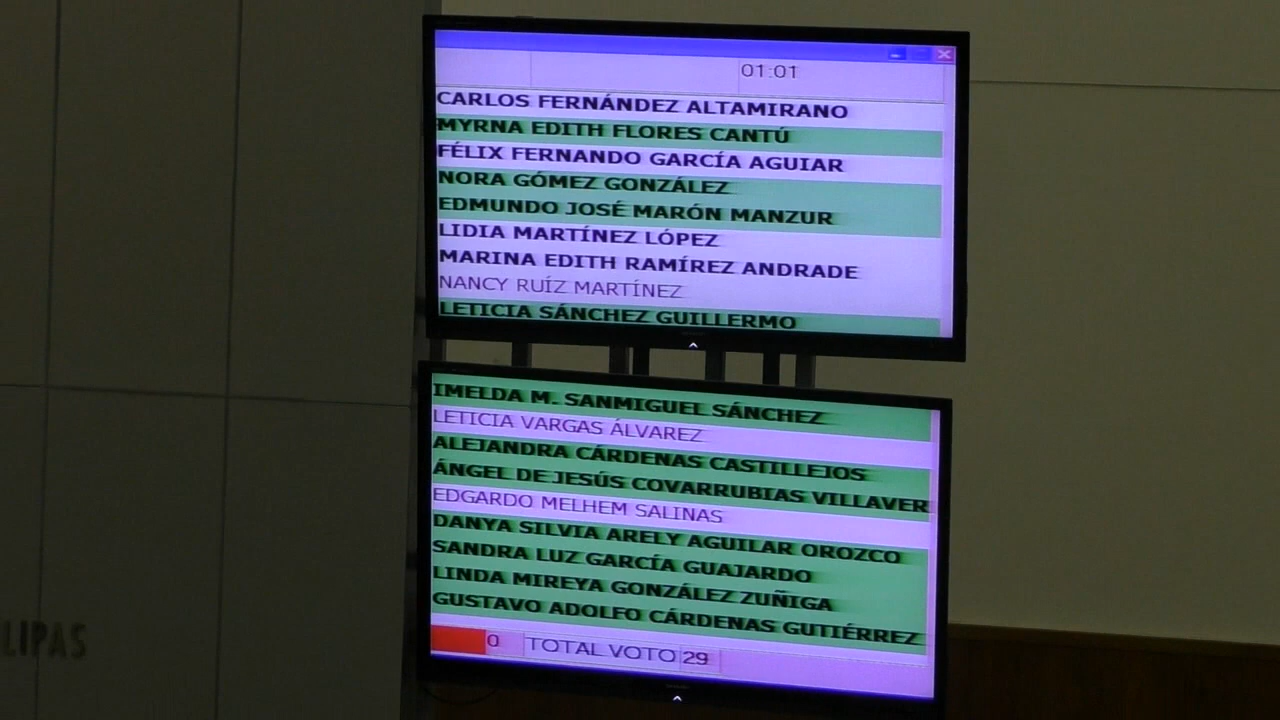 01:01
CARLOS FERNÁNDEZ ALTAMIRANO
MYRNA EDITH FLORES CANTÚ
FÉLIX FERNANDO GARCÍA AGUIAR
NORA GÓMEZ GONZÁLEZ
EDMUNDO JOSÉ MARÓN MANZUR
LIDIA MARTÍNEZ LÓPEZ
MARINA EDITH RAMÍREZ ANDRADE
NANCY RUÍZ MARTÍNEZ
LETICIA SÁNCHEZ GUILLERMO
IMELDA M. SANMIGUEL SÁNCHEZ
LETICIA VARGAS ÁLVAREZ
ALEJANDRA CÁRDENAS CASTILLEJOS
ÁNGEL DE JESÚS COVARRUBIAS VILLAVER
EDGARDO MELHEM SALINAS
DANYA SILVIA ARELY AGUILAR OROZCO
SANDRA LUZ GARCÍA GUAJARDO
LINDA MIREYA GONZÁLEZ ZUÑIGA
GUSTAVO ADOLFO CÁRDENAS GUTIÉRREZ
0 TOTAL VOTO 29
LIPAS